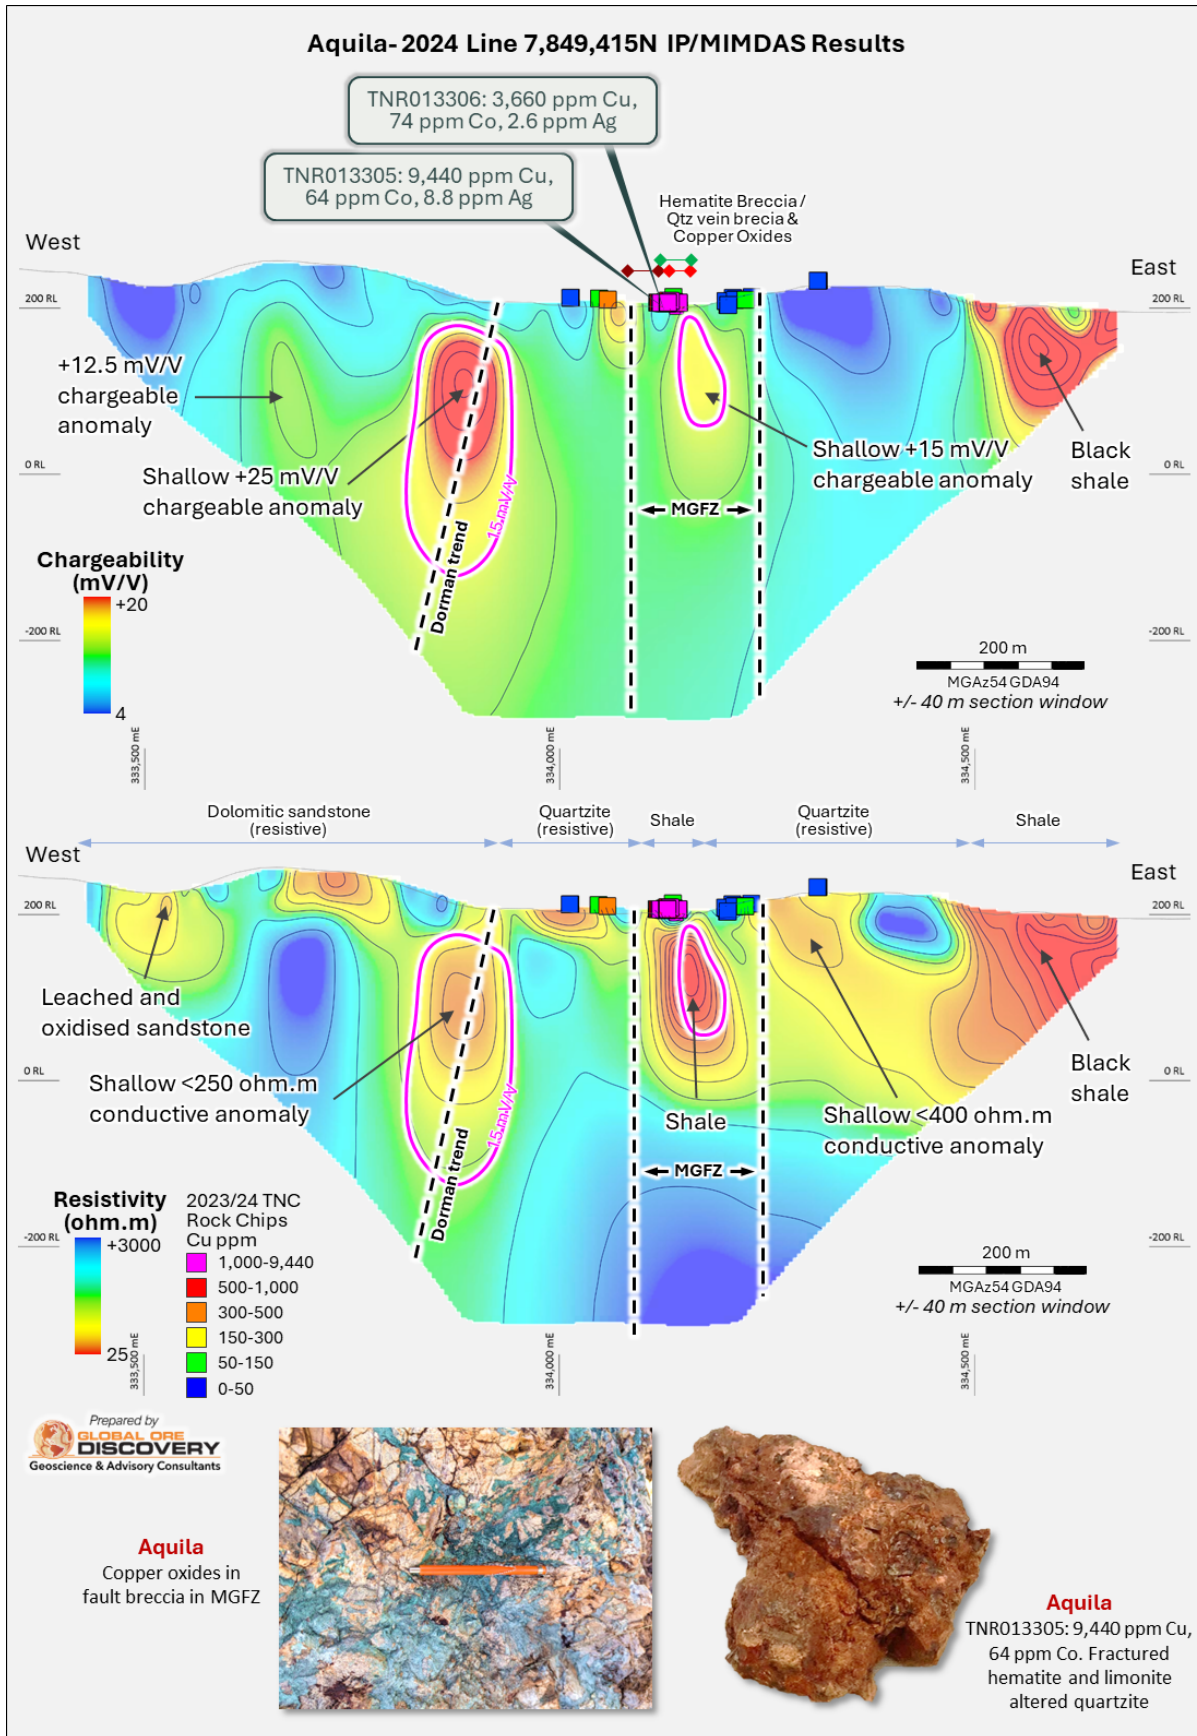 Aquila- 2024 Line 7,849,415N IP/MIMDAS Results
TNR013306: 3,660 ppm Cu,
74 ppm Co, 2.6 ppm Ag
TNR013305: 9,440 ppm Cu,
64 ppm Co, 8.8 ppm Ag
Hematite Breccia /
Qtz vein brecia &
Copper Oxides
West
East
200 RL
200 RL
+12.5 mV/V
chargeable
anomaly
Shallow +25 mV/V
chargeable anomaly
Shallow +15 mV/V
chargeable anomaly
Black
shale
0 RL
0 RL
15 mV/V
MGFZ
Dorman trend
Chargeability
(mV/V)
+20
4
-200 RL
-200 RL
200 m
MGAz54 GDA94
+/- 40 m section window
333,500 mE
334,000 mE
334,500 mE
Dolomitic sandstone
(resistive)
Quartzite
(resistive)
Shale
Quartzite
(resistive)
Shale
West
East
200 RL
200 RL
Leached and
oxidised sandstone
Shallow <250 ohm.m
conductive anomaly
Shale
Shallow <400 ohm.m
conductive anomaly
Black
shale
0 RL
0 RL
15 mV/V
MGFZ
Dorman trend
Resistivity
(ohm.m)
+3000
25
2023/24 TNC
Rock Chips
Cu ppm
1,000-9,440
500-1,000
300-500
150-300
50-150
0-50
-200 RL
-200 RL
200 m
MGAz54 GDA94
+/- 40 m section window
333,500 mE
334,000 mE
334,500 mE
Prepared by
GLOBAL ORE
DISCOVERY
Geoscience & Advisory Consultants
Aquila
Copper oxides in
fault breccia in MGFZ
Aquila
TNR013305: 9,440 ppm Cu,
64 ppm Co. Fractured
hematite and limonite
altered quartzite